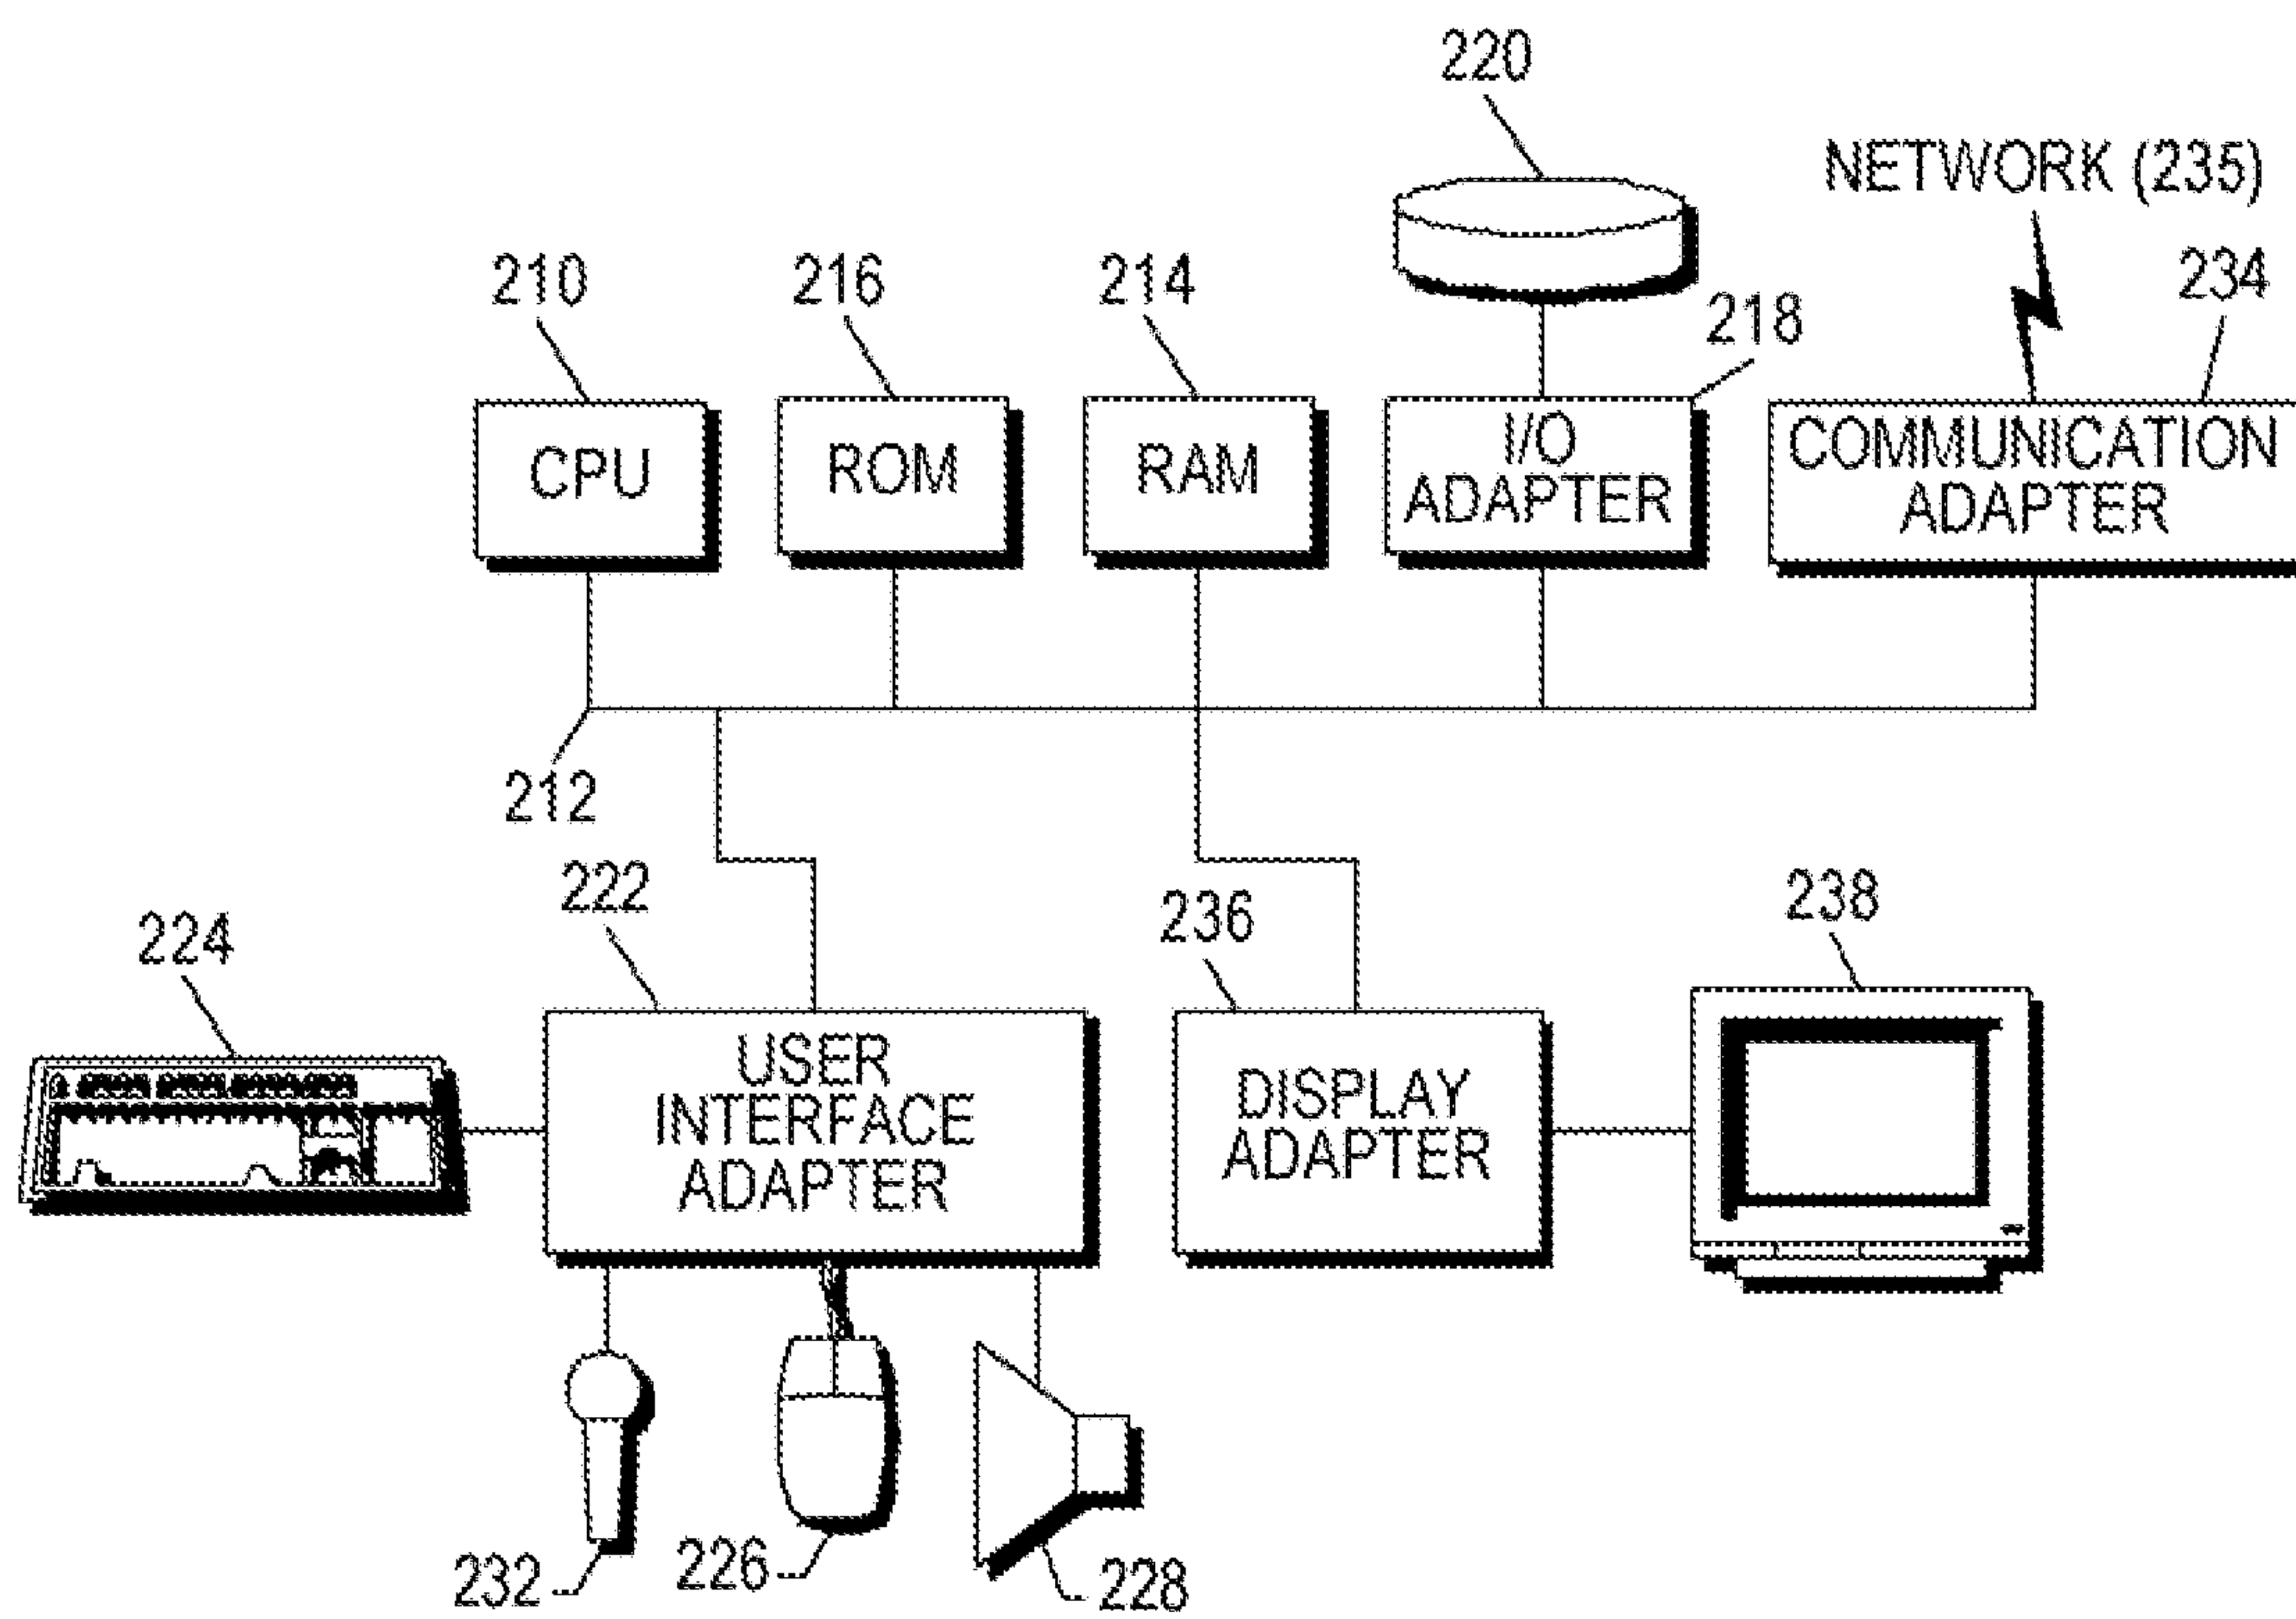 220
NETWORK (235)
210
216
214
218
234
CPU
ROM
RAM
I/O
ADAPTER
COMMUNICATION
ADAPTER
212
222
224
236
238
USER
INTERFACE
ADAPTER
DISPLAY
ADAPTER
232
226
228